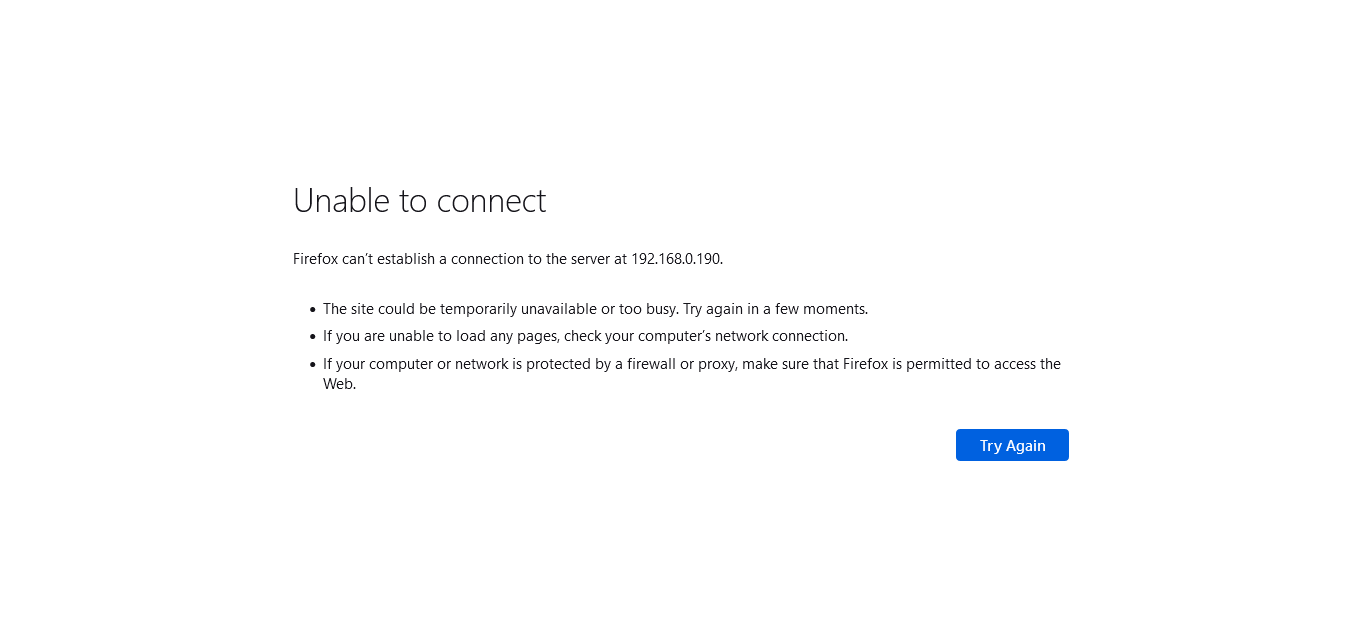 Unable to connect
Firefox can’t establish a connection to the server at 192.168.0.190.
• The site could be temporarily unavailable or too busy. Try again in a few moments.
• If you are unable to load any pages, check your computer’s network connection.
• If your computer or network is protected by a firewall or proxy, make sure that Firefox is permitted to access the
Web.
Try Again